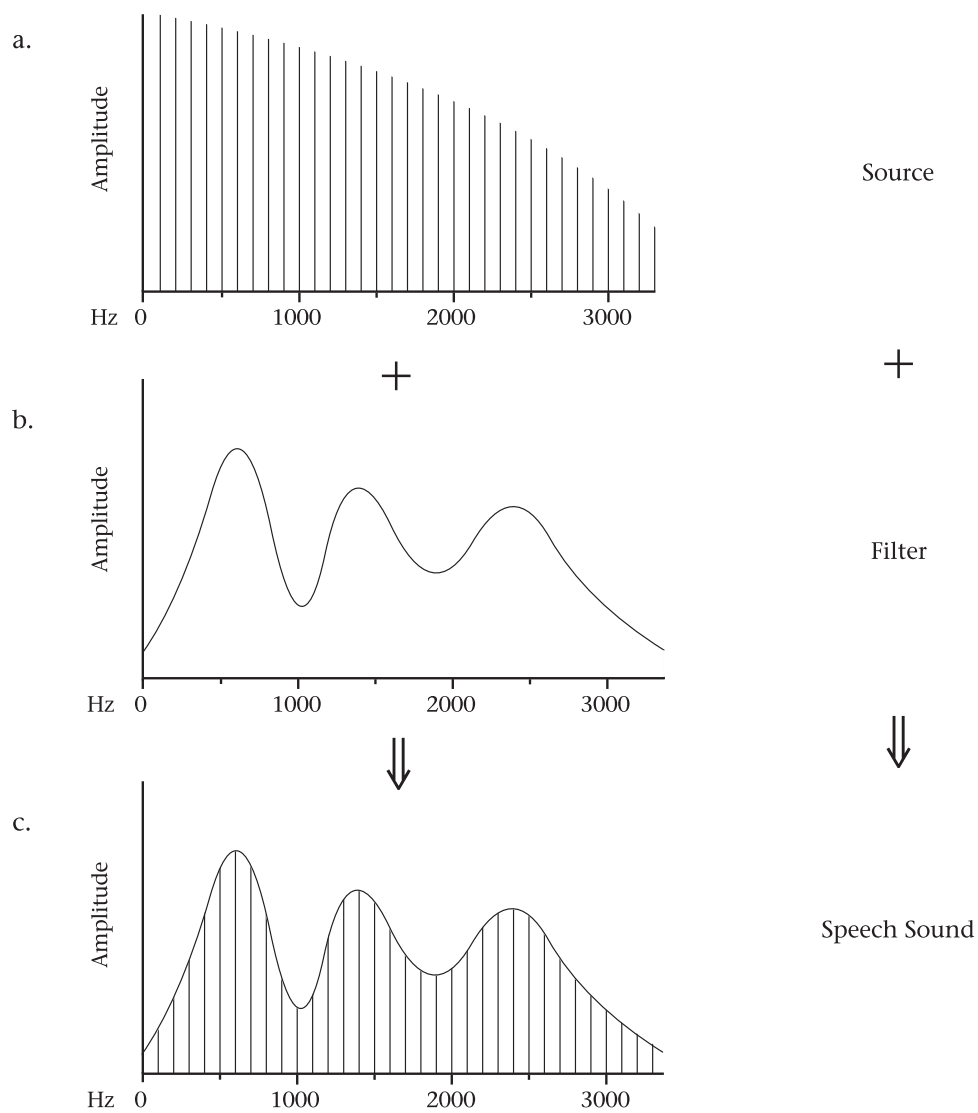 a.
Amplitude
Source
Hz 0 1000 2000 3000
+ +
b.
Amplitude
Filter
Hz 0 1000 2000 3000
⇓ ⇓
c.
Amplitude
Speech Sound
Hz 0 1000 2000 3000